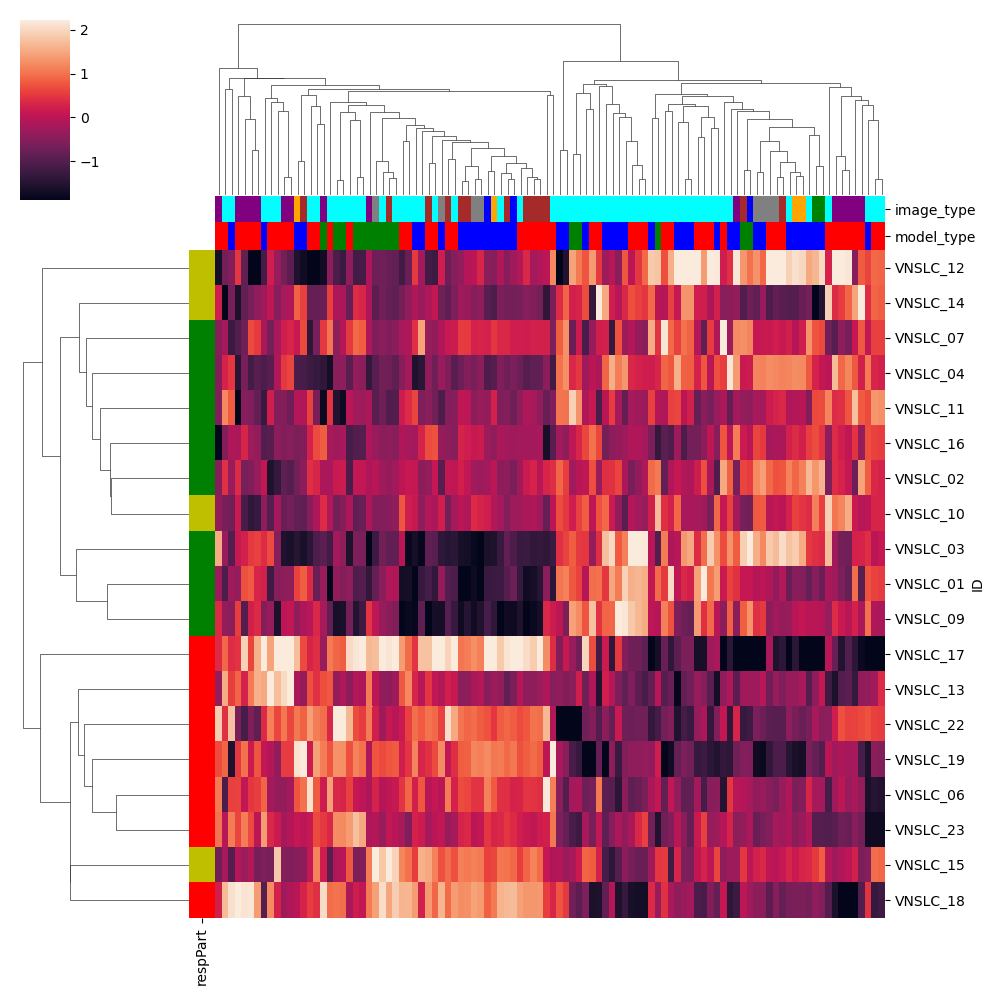 2
1
0
−1
image_type
model_type
VNSLC_12
VNSLC_14
VNSLC_07
VNSLC_04
VNSLC_11
VNSLC_16
VNSLC_02
VNSLC_10
VNSLC_03
VNSLC_01
VNSLC_09
VNSLC_17
VNSLC_13
VNSLC_22
VNSLC_19
VNSLC_06
VNSLC_23
VNSLC_15
VNSLC_18
ID
respPart